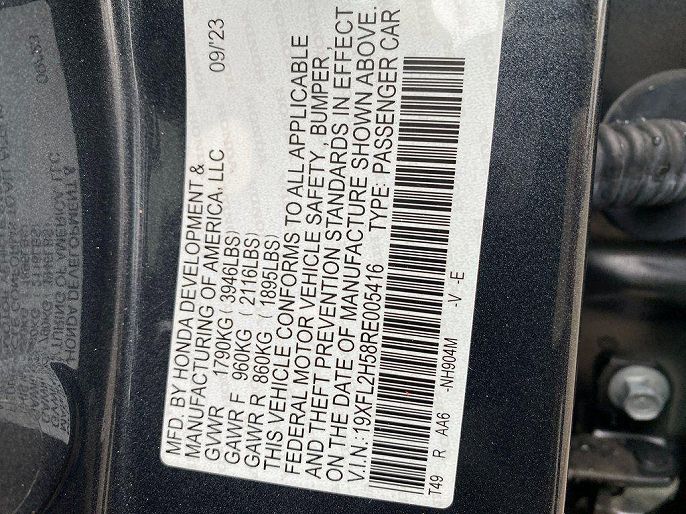 MFD. BY HONDA DEVELOPMENT &
MANUFACTURING OF AMERICA, LLC 09/'23
GVWR 1790KG (3946LBS)
GAWR F 960KG (2116LBS)
GAWR R 860KG (1895LBS)
THIS VEHICLE CONFORMS TO ALL APPLICABLE
FEDERAL MOTOR VEHICLE SAFETY, BUMPER,
AND THEFT PREVENTION STANDARDS IN EFFECT
ON THE DATE OF MANUFACTURE SHOWN ABOVE.
V.I.N.:19XFL2H58RE005416 TYPE: PASSENGER CAR
T49 R AA6 -NH904M -V -E